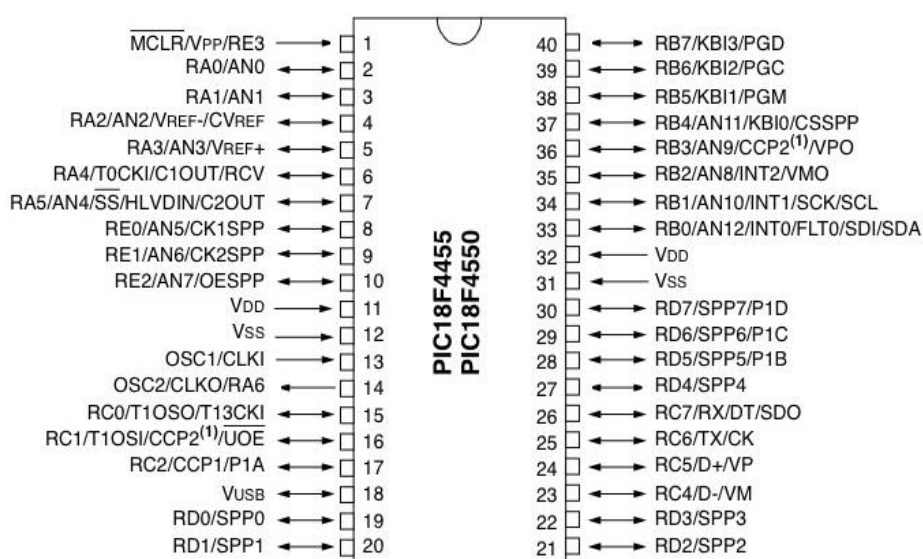 MCLR/VPP/RE3 1
RA0/AN0 2
RA1/AN1 3
RA2/AN2/VREF-/CVREF 4
RA3/AN3/VREF+ 5
RA4/T0CKI/C1OUT/RCV 6
RA5/AN4/SS/HLVDIN/C2OUT 7
RE0/AN5/CK1SPP 8
RE1/AN6/CK2SPP 9
RE2/AN7/OESPP 10
VDD 11
VSS 12
OSC1/CLKI 13
OSC2/CLKO/RA6 14
RC0/T1OSO/T13CKI 15
RC1/T1OSI/CCP2(1)/UOE 16
RC2/CCP1/P1A 17
VUSB 18
RD0/SPP0 19
RD1/SPP1 20
PIC18F4455
PIC18F4550
40 RB7/KBI3/PGD
39 RB6/KBI2/PGC
38 RB5/KBI1/PGM
37 RB4/AN11/KBI0/CSSPP
36 RB3/AN9/CCP2(1)/VPO
35 RB2/AN8/INT2/VMO
34 RB1/AN10/INT1/SCK/SCL
33 RB0/AN12/INT0/FLT0/SDI/SDA
32 VDD
31 VSS
30 RD7/SPP7/P1D
29 RD6/SPP6/P1C
28 RD5/SPP5/P1B
27 RD4/SPP4
26 RC7/RX/DT/SDO
25 RC6/TX/CK
24 RC5/D+/VP
23 RC4/D-/VM
22 RD3/SPP3
21 RD2/SPP2